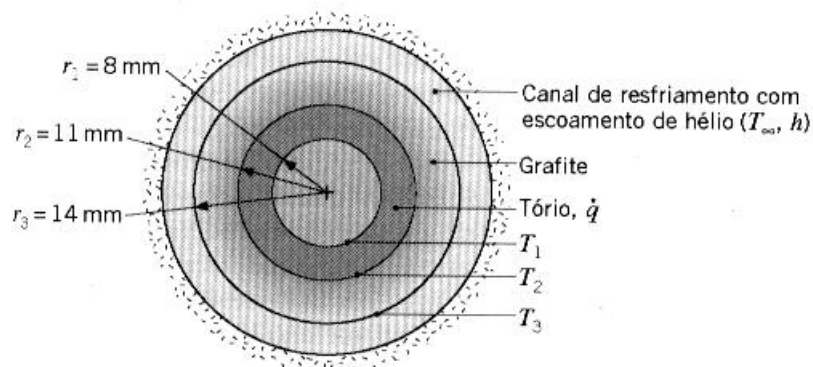 r₁ = 8 mm
r₂ = 11 mm
r₃ = 14 mm
Canal de resfriamento com
escoamento de hélio (T∞, h)
Grafite
Tório, q̇
T₁
T₂
T₃